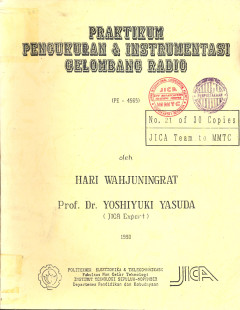 PRAKTIKUM
PENGUKURAN & INSTRUMENTASI
GELOMBANG RADIO
(PE - 4585)
JICA
No. 21 of 30 Copies
JICA Team to MMTC
oleh
HARI WAHJUNINGRAT
Prof. Dr. YOSHIYUKI YASUDA
(JICA Expert)
1990
POLITEKNIK ELEKTRONIKA & TELEKOMUNIKASI
Fakultas Non Gelar Teknologi
INSTITUT TEKNOLOGI SEPULUH-NOPEMBER
Departemen Pendidikan dan Kebudayaan
JICA